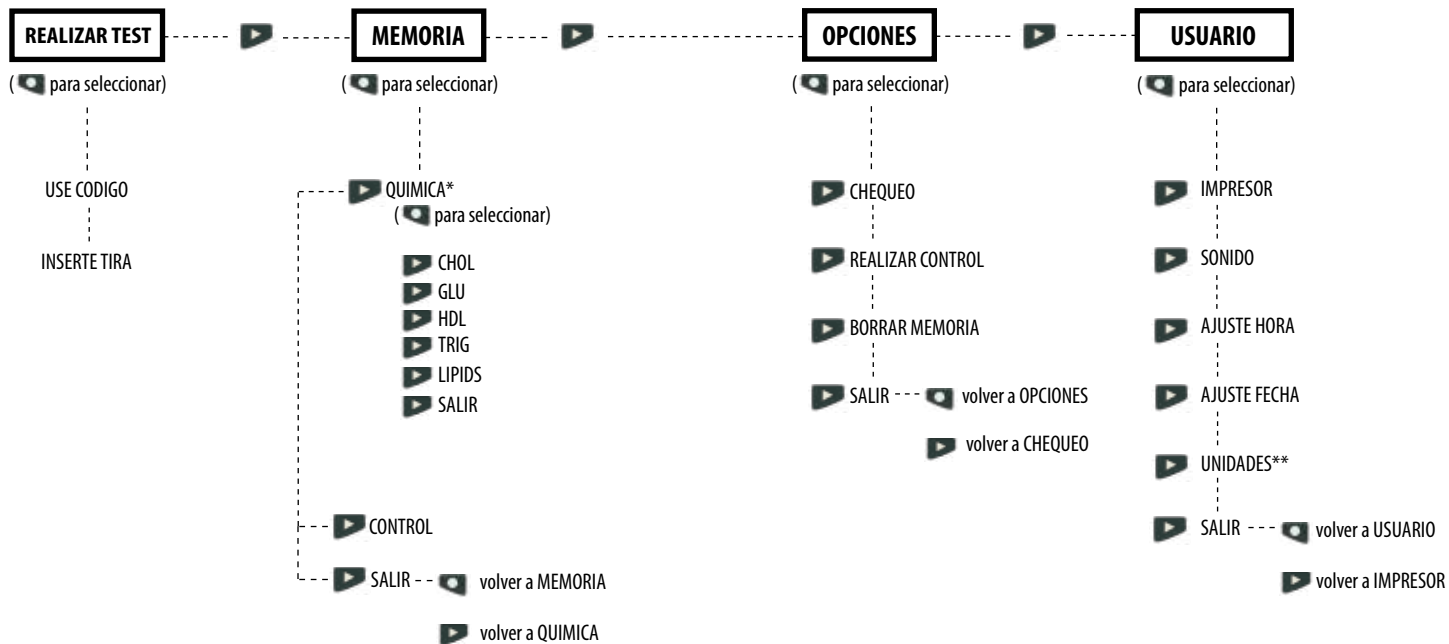 REALIZAR TEST
( para seleccionar)
USE CODIGO
INSERTE TIRA
MEMORIA
( para seleccionar)
QUIMICA*
( para seleccionar)
CHOL
GLU
HDL
TRIG
LIPIDS
SALIR
CONTROL
SALIR
volver a MEMORIA
volver a QUIMICA
OPCIONES
( para seleccionar)
CHEQUEO
REALIZAR CONTROL
BORRAR MEMORIA
SALIR
volver a OPCIONES
volver a CHEQUEO
USUARIO
( para seleccionar)
IMPRESOR
SONIDO
AJUSTE HORA
AJUSTE FECHA
UNIDADES**
SALIR
volver a USUARIO
volver a IMPRESOR